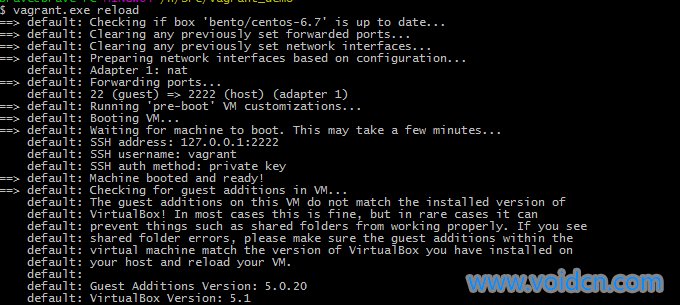 $ vagrant.exe reload
==> default: Checking if box 'bento/centos-6.7' is up to date...
==> default: Clearing any previously set forwarded ports...
==> default: Clearing any previously set network interfaces...
==> default: Preparing network interfaces based on configuration...
    default: Adapter 1: nat
==> default: Forwarding ports...
    default: 22 (guest) => 2222 (host) (adapter 1)
==> default: Running 'pre-boot' VM customizations...
==> default: Booting VM...
==> default: Waiting for machine to boot. This may take a few minutes...
    default: SSH address: 127.0.0.1:2222
    default: SSH username: vagrant
    default: SSH auth method: private key
==> default: Machine booted and ready!
==> default: Checking for guest additions in VM...
    default: The guest additions on this VM do not match the installed version of
    default: VirtualBox! In most cases this is fine, but in rare cases it can
    default: prevent things such as shared folders from working properly. If you see
    default: shared folder errors, please make sure the guest additions within the
    default: virtual machine match the version of VirtualBox you have installed on
    default: your host and reload your VM.
    default:
    default: Guest Additions Version: 5.0.20
    default: VirtualBox Version: 5.1
www.voidcn.com